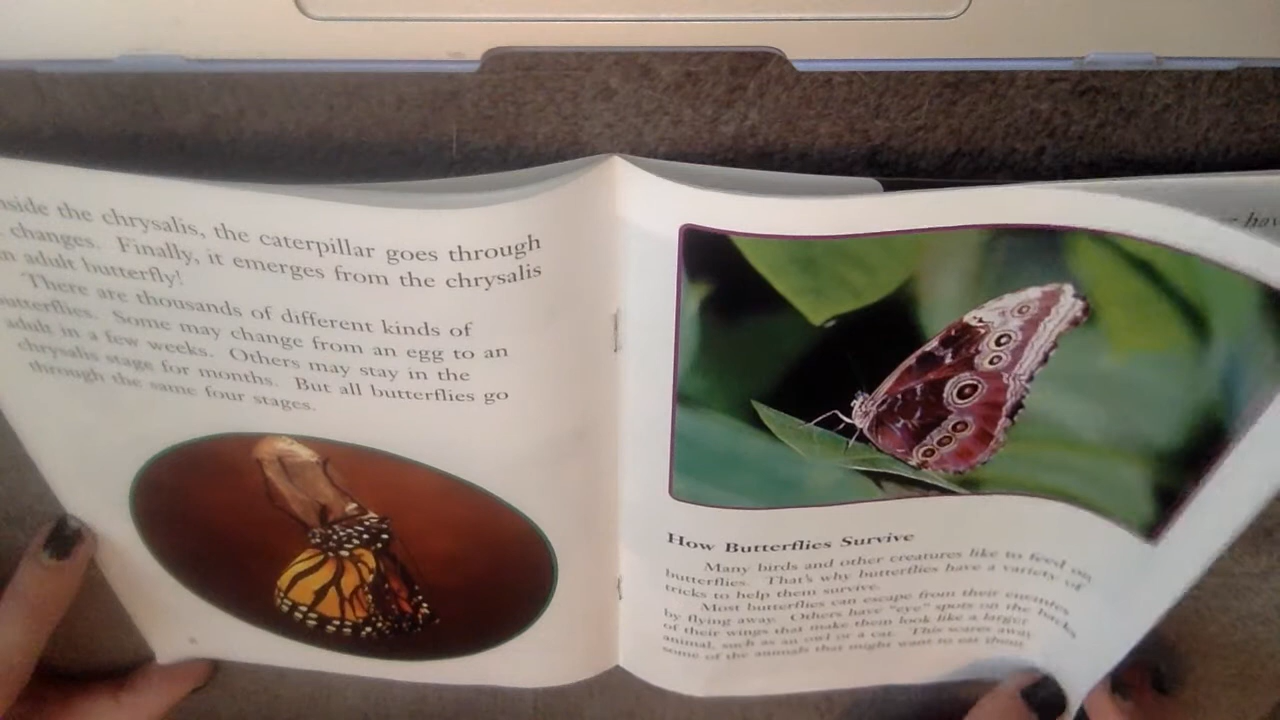 nside the chrysalis, the caterpillar goes through
changes. Finally, it emerges from the chrysalis
n adult butterfly!
There are thousands of different kinds of
butterflies. Some may change from an egg to an
adult in a few weeks. Others may stay in the
chrysalis stage for months. But all butterflies go
through the same four stages.
How Butterflies Survive
Many birds and other creatures like to feed on
butterflies. That's why butterflies have a variety of
tricks to help them survive.
Most butterflies can escape from their enemies
by flying away. Others have "eye" spots on the backs
of their wings that make them look like a larger
animal, such as an owl or a cat. This scares away
some of the animals that might want to eat them.
hav